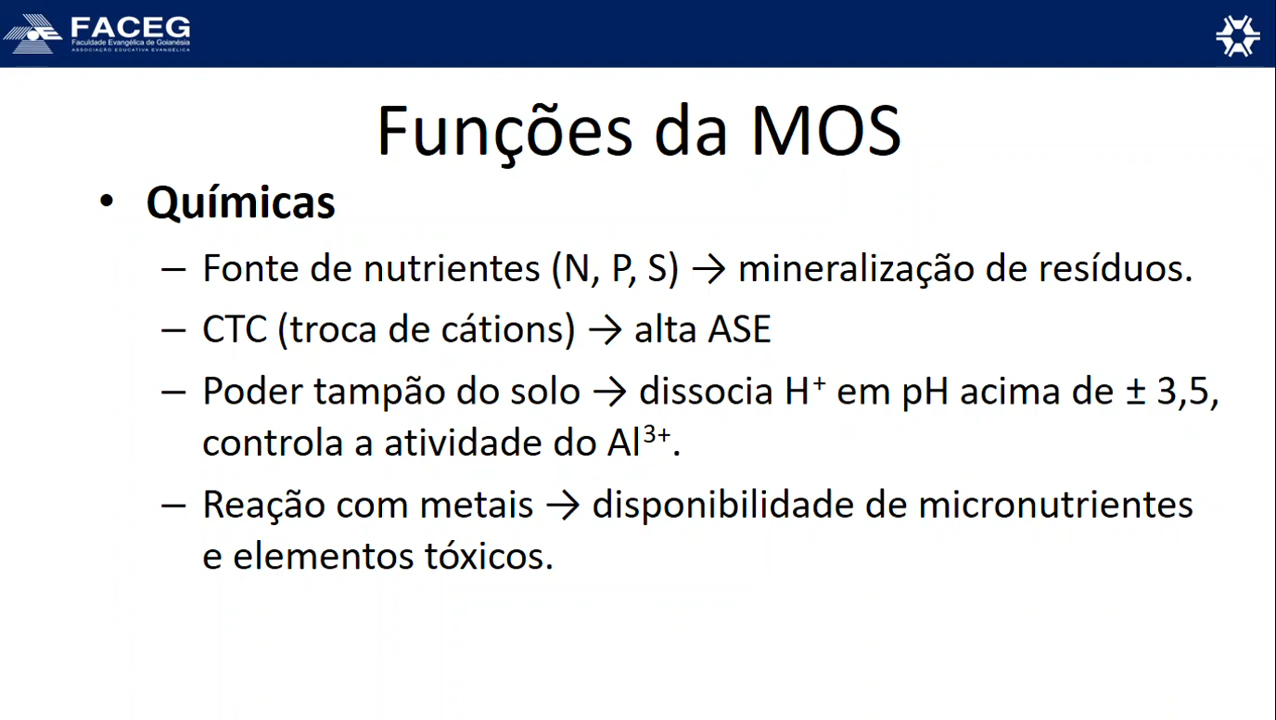 FACEG
Faculdade Evangélica de Goianésia
ASSOCIAÇÃO EDUCATIVA EVANGÉLICA
Funções da MOS
• Químicas
– Fonte de nutrientes (N, P, S) → mineralização de resíduos.
– CTC (troca de cátions) → alta ASE
– Poder tampão do solo → dissocia H⁺ em pH acima de ± 3,5,
controla a atividade do Al³⁺.
– Reação com metais → disponibilidade de micronutrientes
e elementos tóxicos.